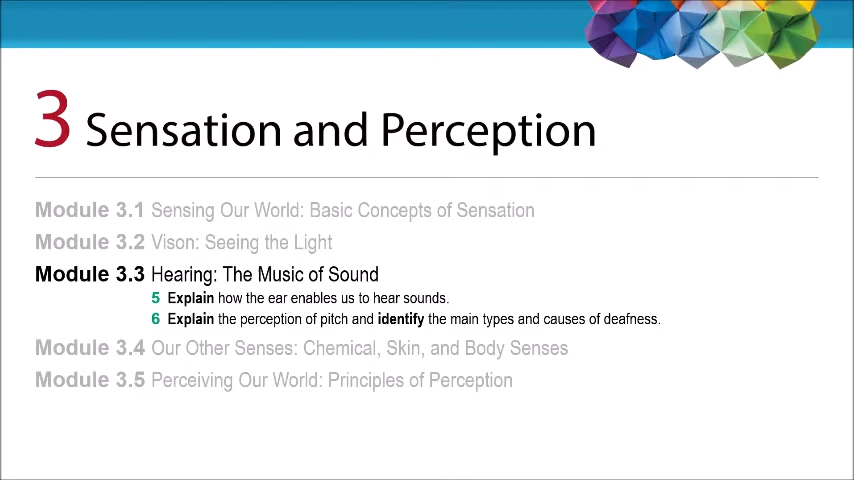 3 Sensation and Perception
Module 3.1 Sensing Our World: Basic Concepts of Sensation
Module 3.2 Vison: Seeing the Light
Module 3.3 Hearing: The Music of Sound
5 Explain how the ear enables us to hear sounds.
6 Explain the perception of pitch and identify the main types and causes of deafness.
Module 3.4 Our Other Senses: Chemical, Skin, and Body Senses
Module 3.5 Perceiving Our World: Principles of Perception